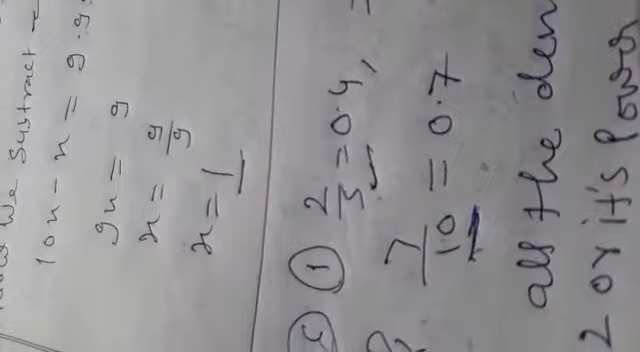 We Subtract
10x - x = 9.9
9x = 9
x = 9/9
x = 1
① 2/5 = 0.4, =
7/10 = 0.7
all the den
2 or it's Power